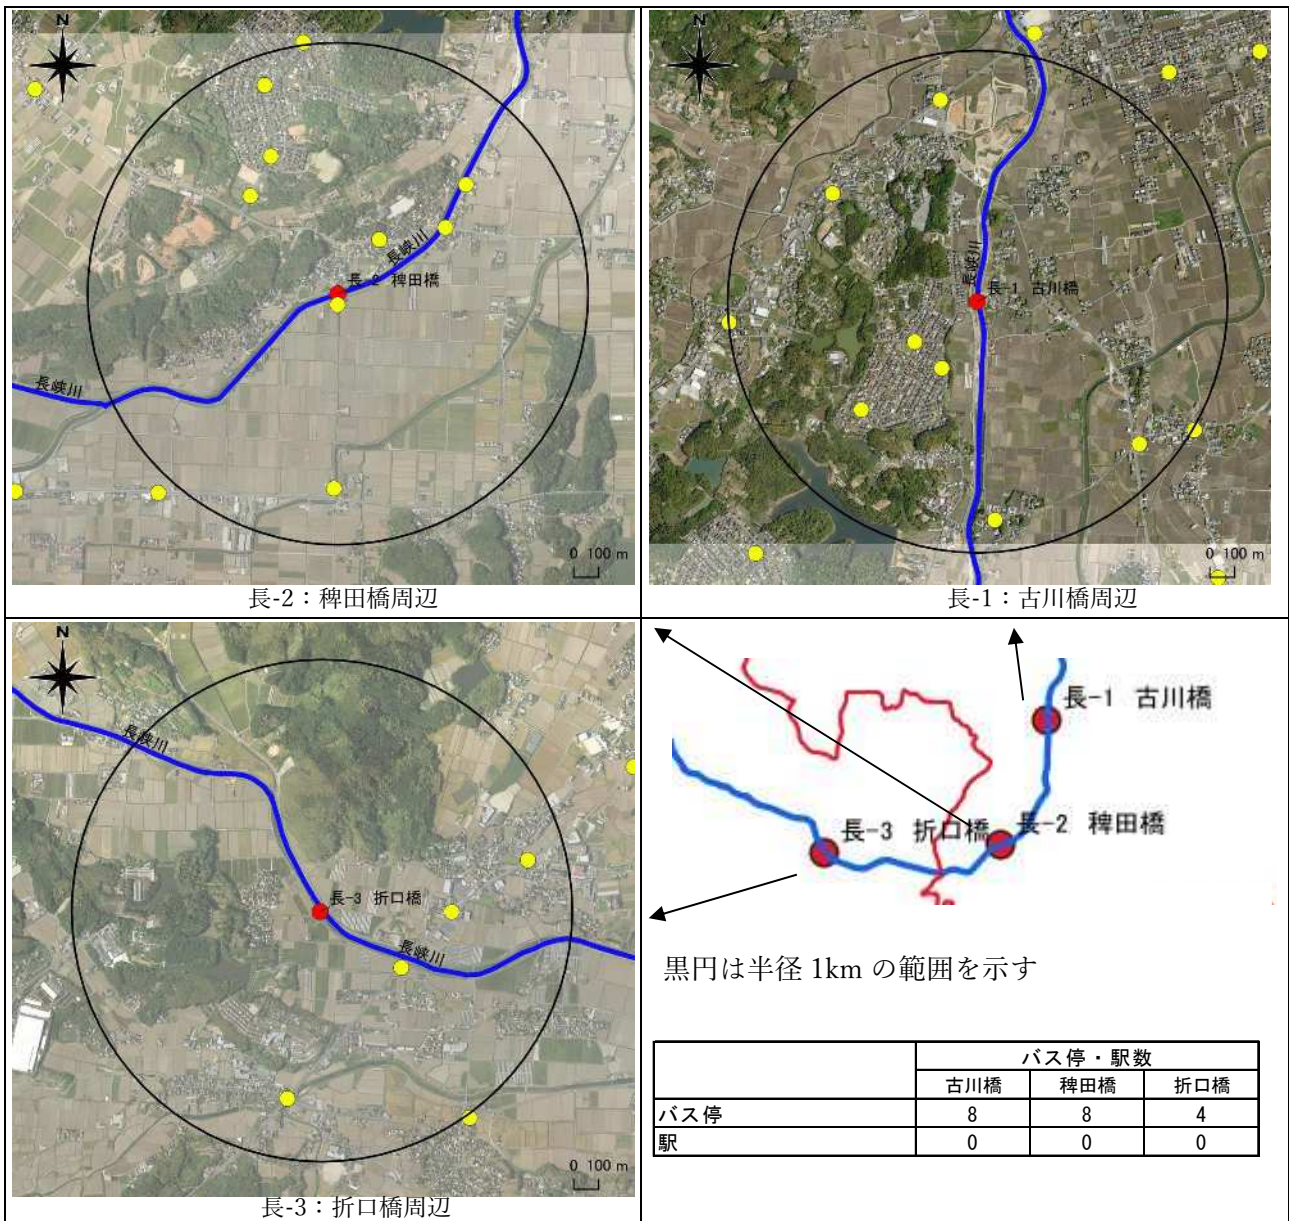 N
長峡川
長-2 稗田橋
長峡川
0 100 m
長-2：稗田橋周辺
N
長峡川
長-1 古川橋
0 100 m
長-1：古川橋周辺
N
長峡川
長-3 折口橋
長峡川
0 100 m
長-3：折口橋周辺
長-1 古川橋
長-3 折口橋
長-2 稗田橋
黒円は半径 1km の範囲を示す
バス停・駅数
古川橋 稗田橋 折口橋
バス停 8 8 4
駅 0 0 0